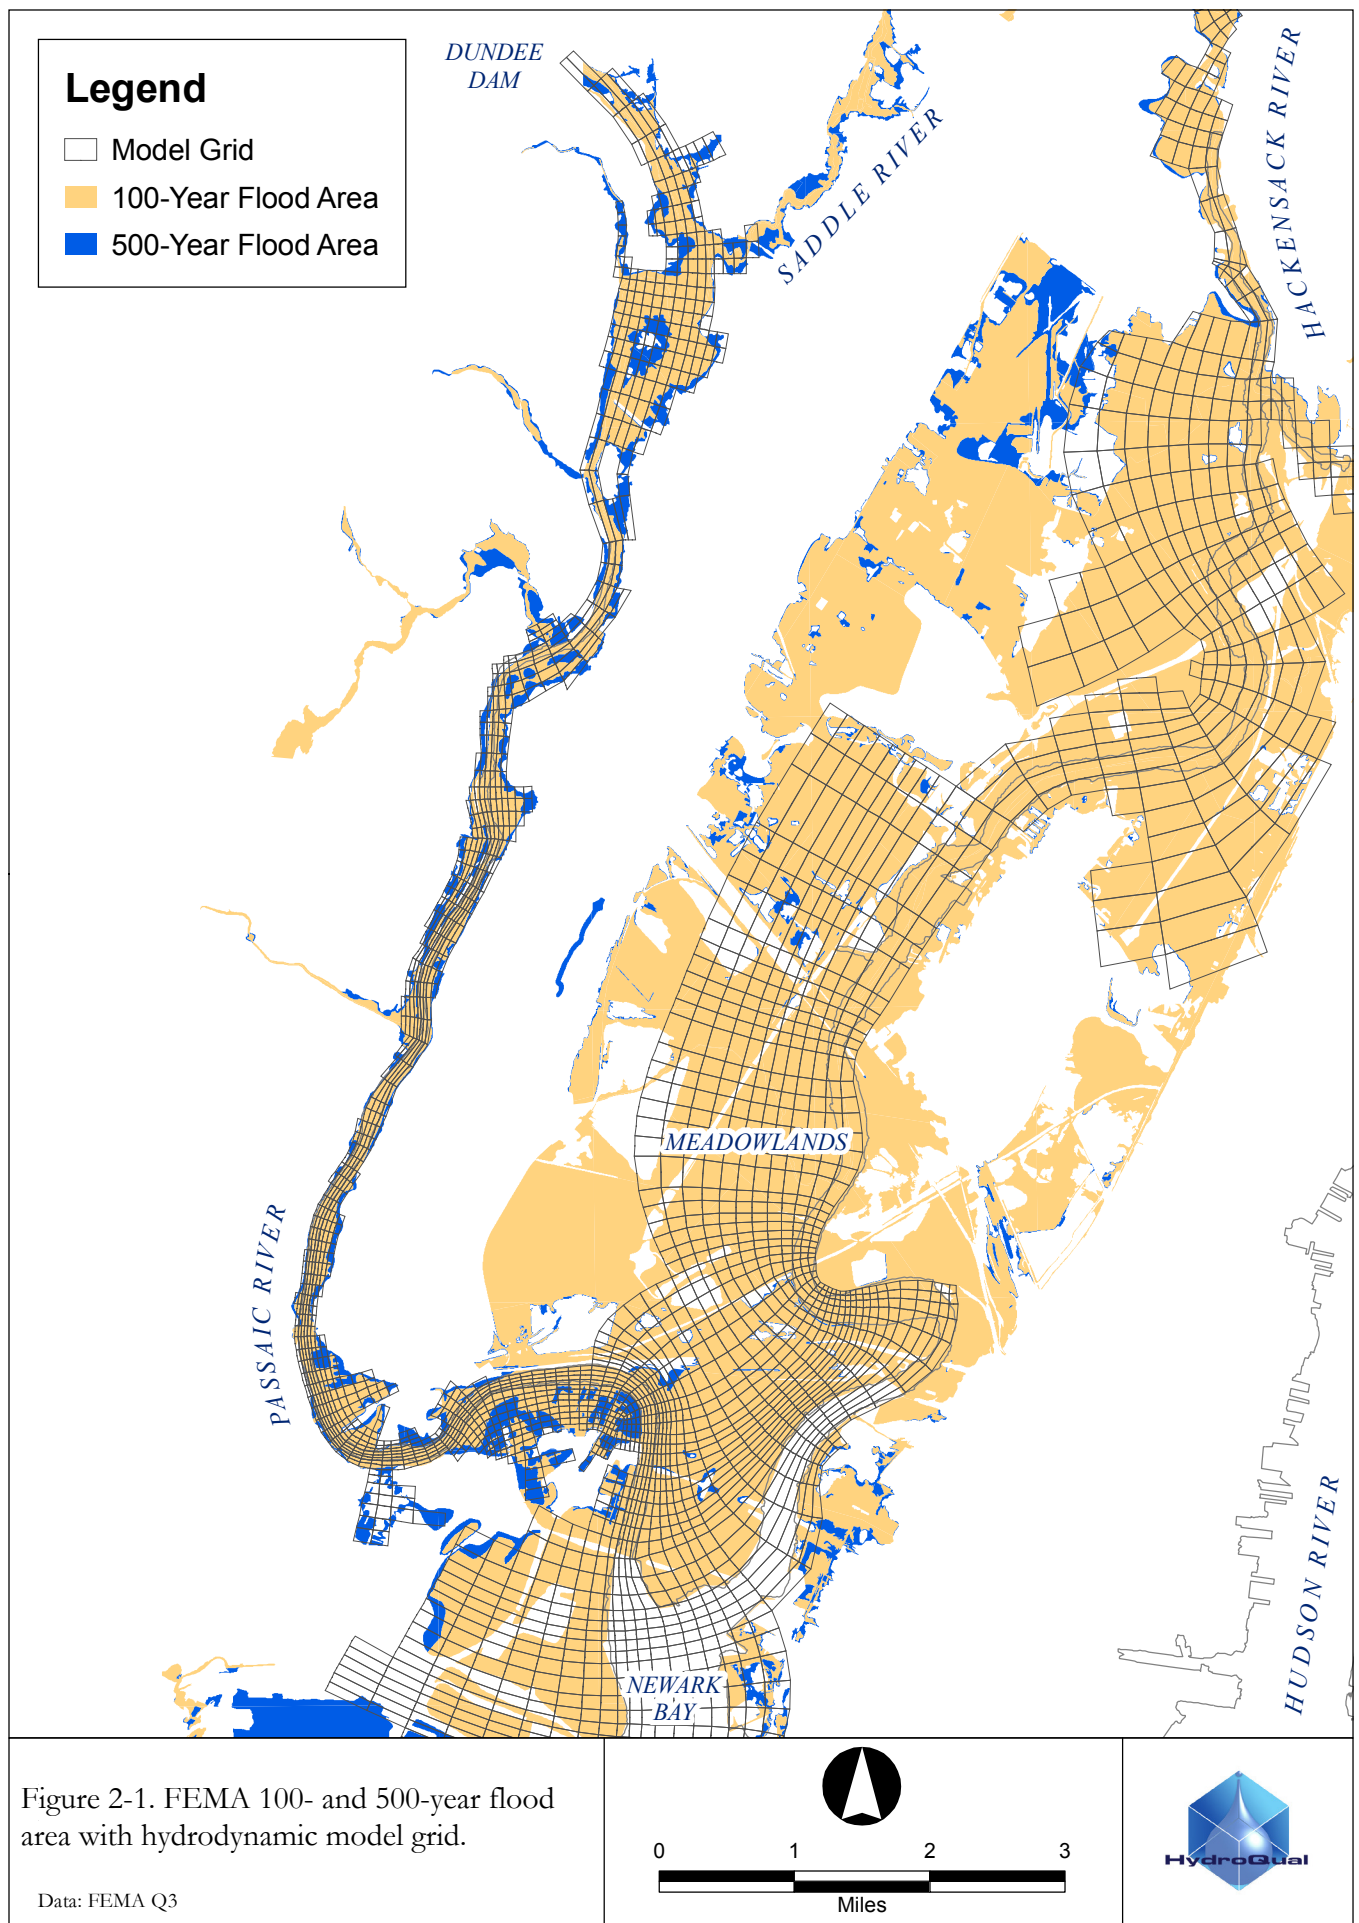 Legend
Model Grid
100-Year Flood Area
500-Year Flood Area
DUNDEE
DAM
SADDLE RIVER
HACKENSACK RIVER
MEADOWLANDS
PASSAIC RIVER
NEWARK
BAY
HUDSON RIVER
Figure 2-1. FEMA 100- and 500-year flood
area with hydrodynamic model grid.
Data: FEMA Q3
0 1 2 3
Miles
HydroQual